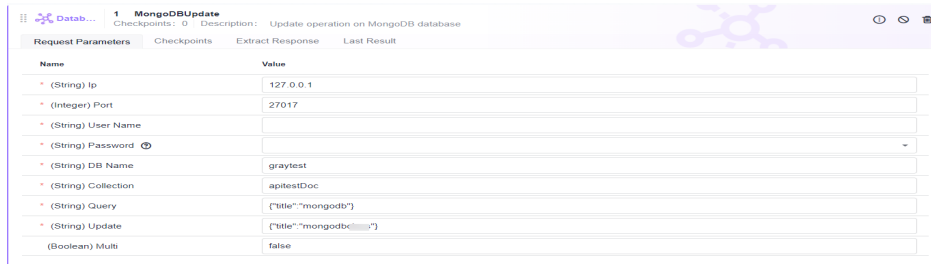 Datab... 1 MongoDBUpdate
Checkpoints: 0 Description: Update operation on MongoDB database
Request Parameters Checkpoints Extract Response Last Result
Name Value
* (String) Ip 127.0.0.1
* (Integer) Port 27017
* (String) User Name
* (String) Password
* (String) DB Name graytest
* (String) Collection apitestDoc
* (String) Query {"title":"mongodb"}
* (String) Update
(Boolean) Multi false